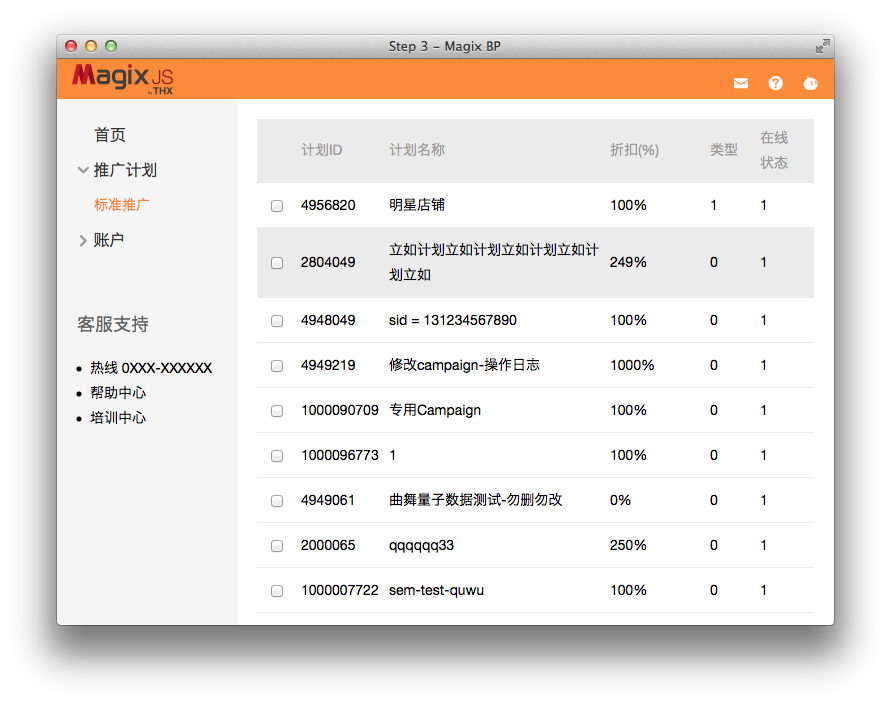 Step 3 – Magix BP
MagixJS
by THX
首页
推广计划
标准推广
账户
客服支持
热线 0XXX-XXXXXX
帮助中心
培训中心
计划ID 计划名称 折扣(%) 类型 在线
状态
4956820 明星店铺 100% 1 1
2804049 立如计划立如计划立如计划立如计 249% 0 1
划立如
4948049 sid = 131234567890 100% 0 1
4949219 修改campaign-操作日志 1000% 0 1
1000090709 专用Campaign 100% 0 1
1000096773 1 100% 0 1
4949061 曲舞量子数据测试-勿删勿改 0% 0 1
2000065 qqqqqq33 250% 0 1
1000007722 sem-test-quwu 100% 0 1